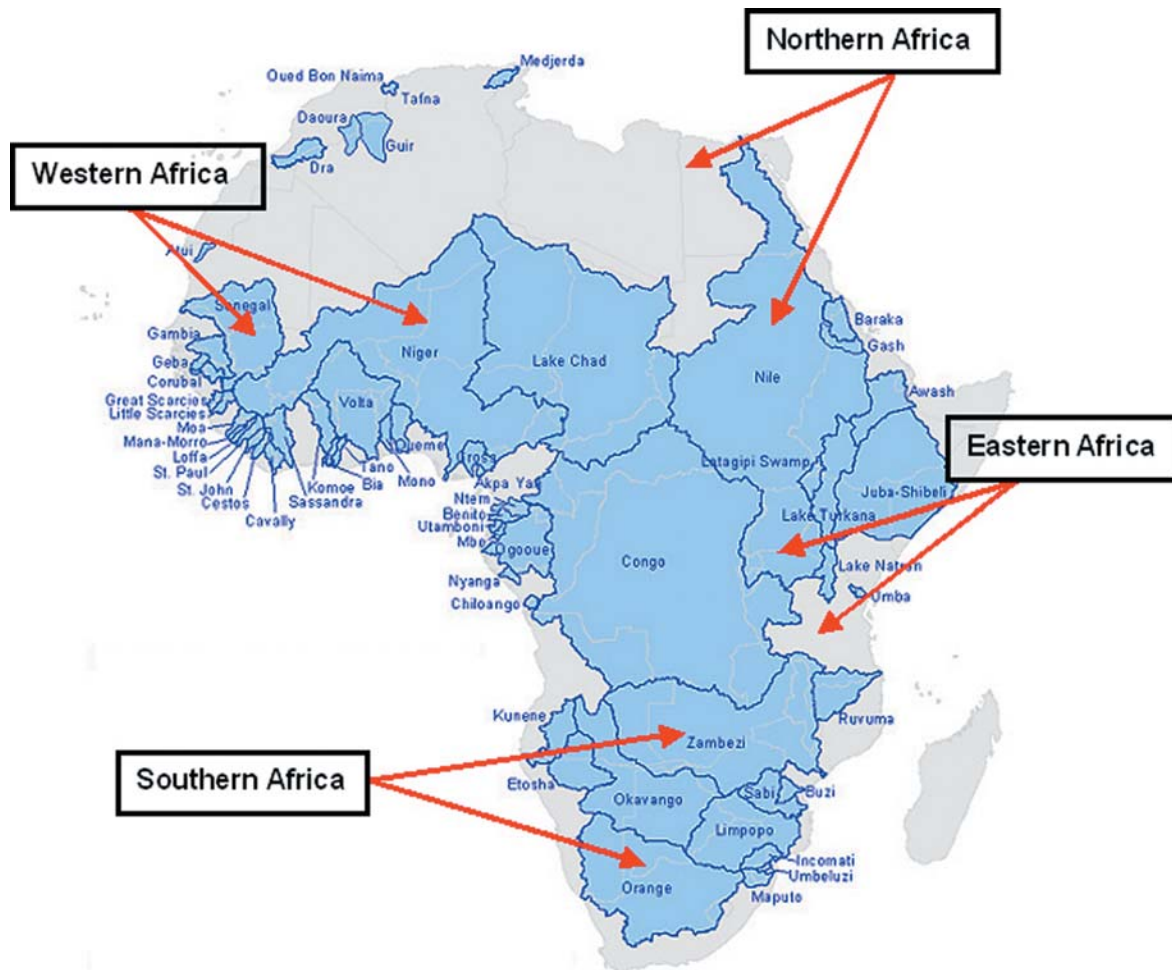 Northern Africa
Medjerda
Oued Bon Naima
Tafna
Daoura
Guir
Dra
Western Africa
Atui
Senegal
Gambia
Geba
Corubal
Great Scarcies
Little Scarcies
Moa
Mana-Morro
Loffa
St. Paul
St. John
Cestos
Cavally
Sassandra
Komoe
Bia
Tano
Mono
Oueme
Volta
Niger
Lake Chad
Nile
Baraka
Gash
Awash
Eastern Africa
Lotagipi Swamp
Juba-Shibeli
Lake Turkana
Cross
Akpa Yak
Ntem
Benito
Utamboni
Mbe
Ogooue
Nyanga
Chiloango
Congo
Lake Natron
Umba
Ruvuma
Kunene
Zambezi
Southern Africa
Etosha
Okavango
Sabi
Buzi
Limpopo
Orange
Incomati
Umbeluzi
Maputo